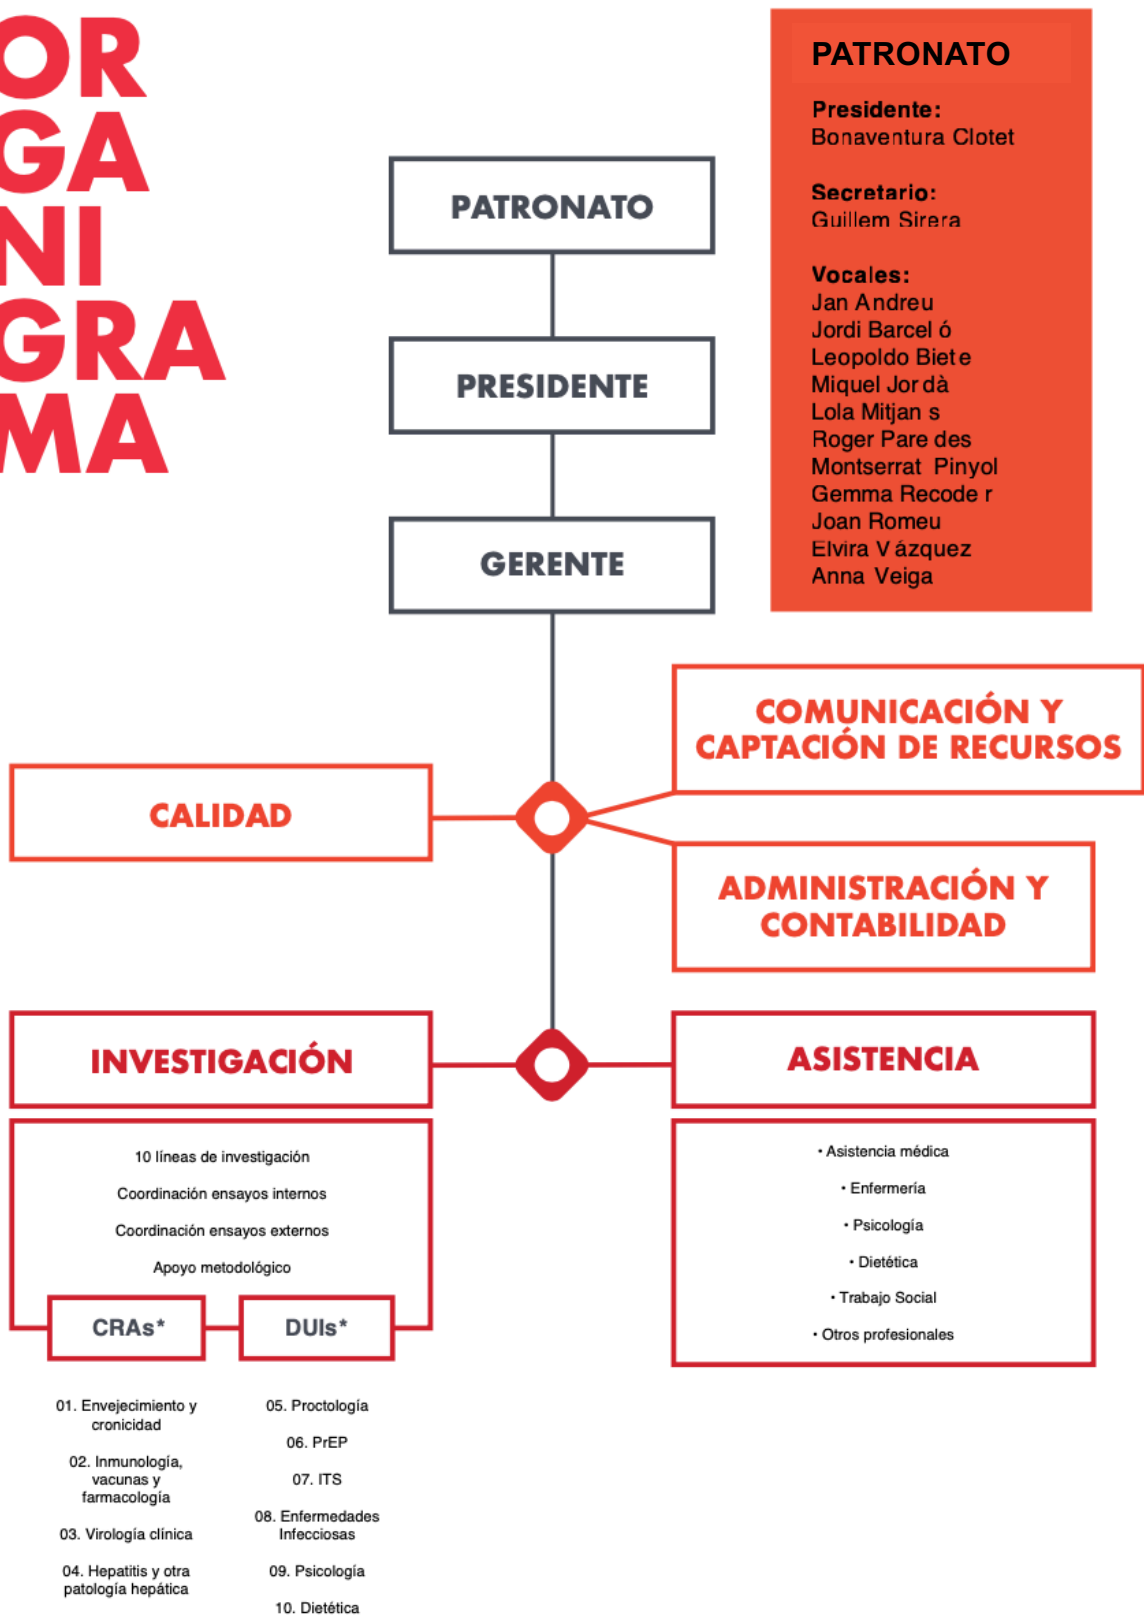 OR
GA
NI
GRA
MA
PATRONATO
Presidente:
Bonaventura Clotet
Secretario:
Guillem Sirera
Vocales:
Jan Andreu
Jordi Barcel ó
Leopoldo Biet e
Miquel Jor dà
Lola Mitjan s
Roger Pare des
Montserrat Pinyol
Gemma Recode r
Joan Romeu
Elvira V ázquez
Anna Veiga
PATRONATO
PRESIDENTE
GERENTE
COMUNICACIÓN Y
CAPTACIÓN DE RECURSOS
CALIDAD
ADMINISTRACIÓN Y
CONTABILIDAD
INVESTIGACIÓN
10 líneas de investigación
Coordinación ensayos internos
Coordinación ensayos externos
Apoyo metodológico
CRAs*
DUIs*
01. Envejecimiento y
cronicidad
02. Inmunología,
vacunas y
farmacología
03. Virología clínica
04. Hepatitis y otra
patología hepática
05. Proctología
06. PrEP
07. ITS
08. Enfermedades
Infecciosas
09. Psicología
10. Dietética
ASISTENCIA
• Asistencia médica
• Enfermería
• Psicología
• Dietética
• Trabajo Social
• Otros profesionales